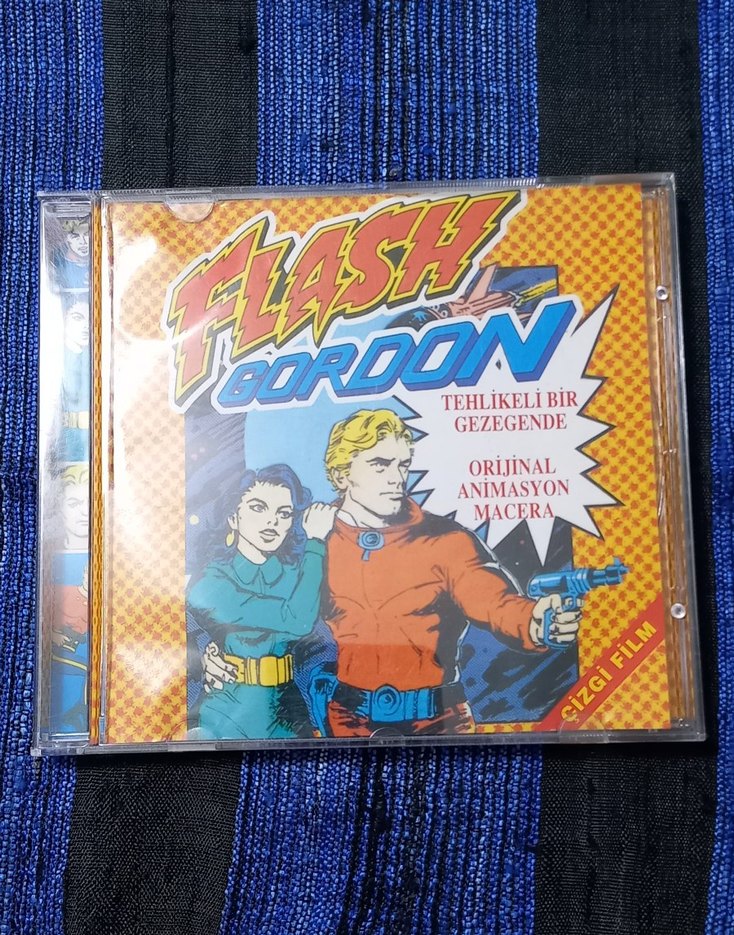 FLASH
GORDON
TEHLİKELİ BİR
GEZEGENDE
ORİJİNAL
ANİMASYON
MACERA
ÇİZGİ FİLM